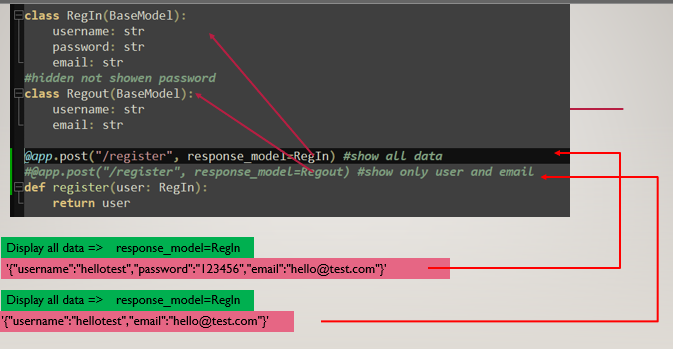 class RegIn(BaseModel):
username: str
password: str
email: str
#hidden not showen password
class Regout(BaseModel):
username: str
email: str
@app.post("/register", response_model=RegIn) #show all data
#@app.post("/register", response_model=Regout) #show only user and email
def register(user: RegIn):
return user
Display all data => response_model=RegIn
'{"username":"hellotest","password":"123456","email":"hello@test.com"}'
Display all data => response_model=RegIn
'{"username":"hellotest","email":"hello@test.com"}'